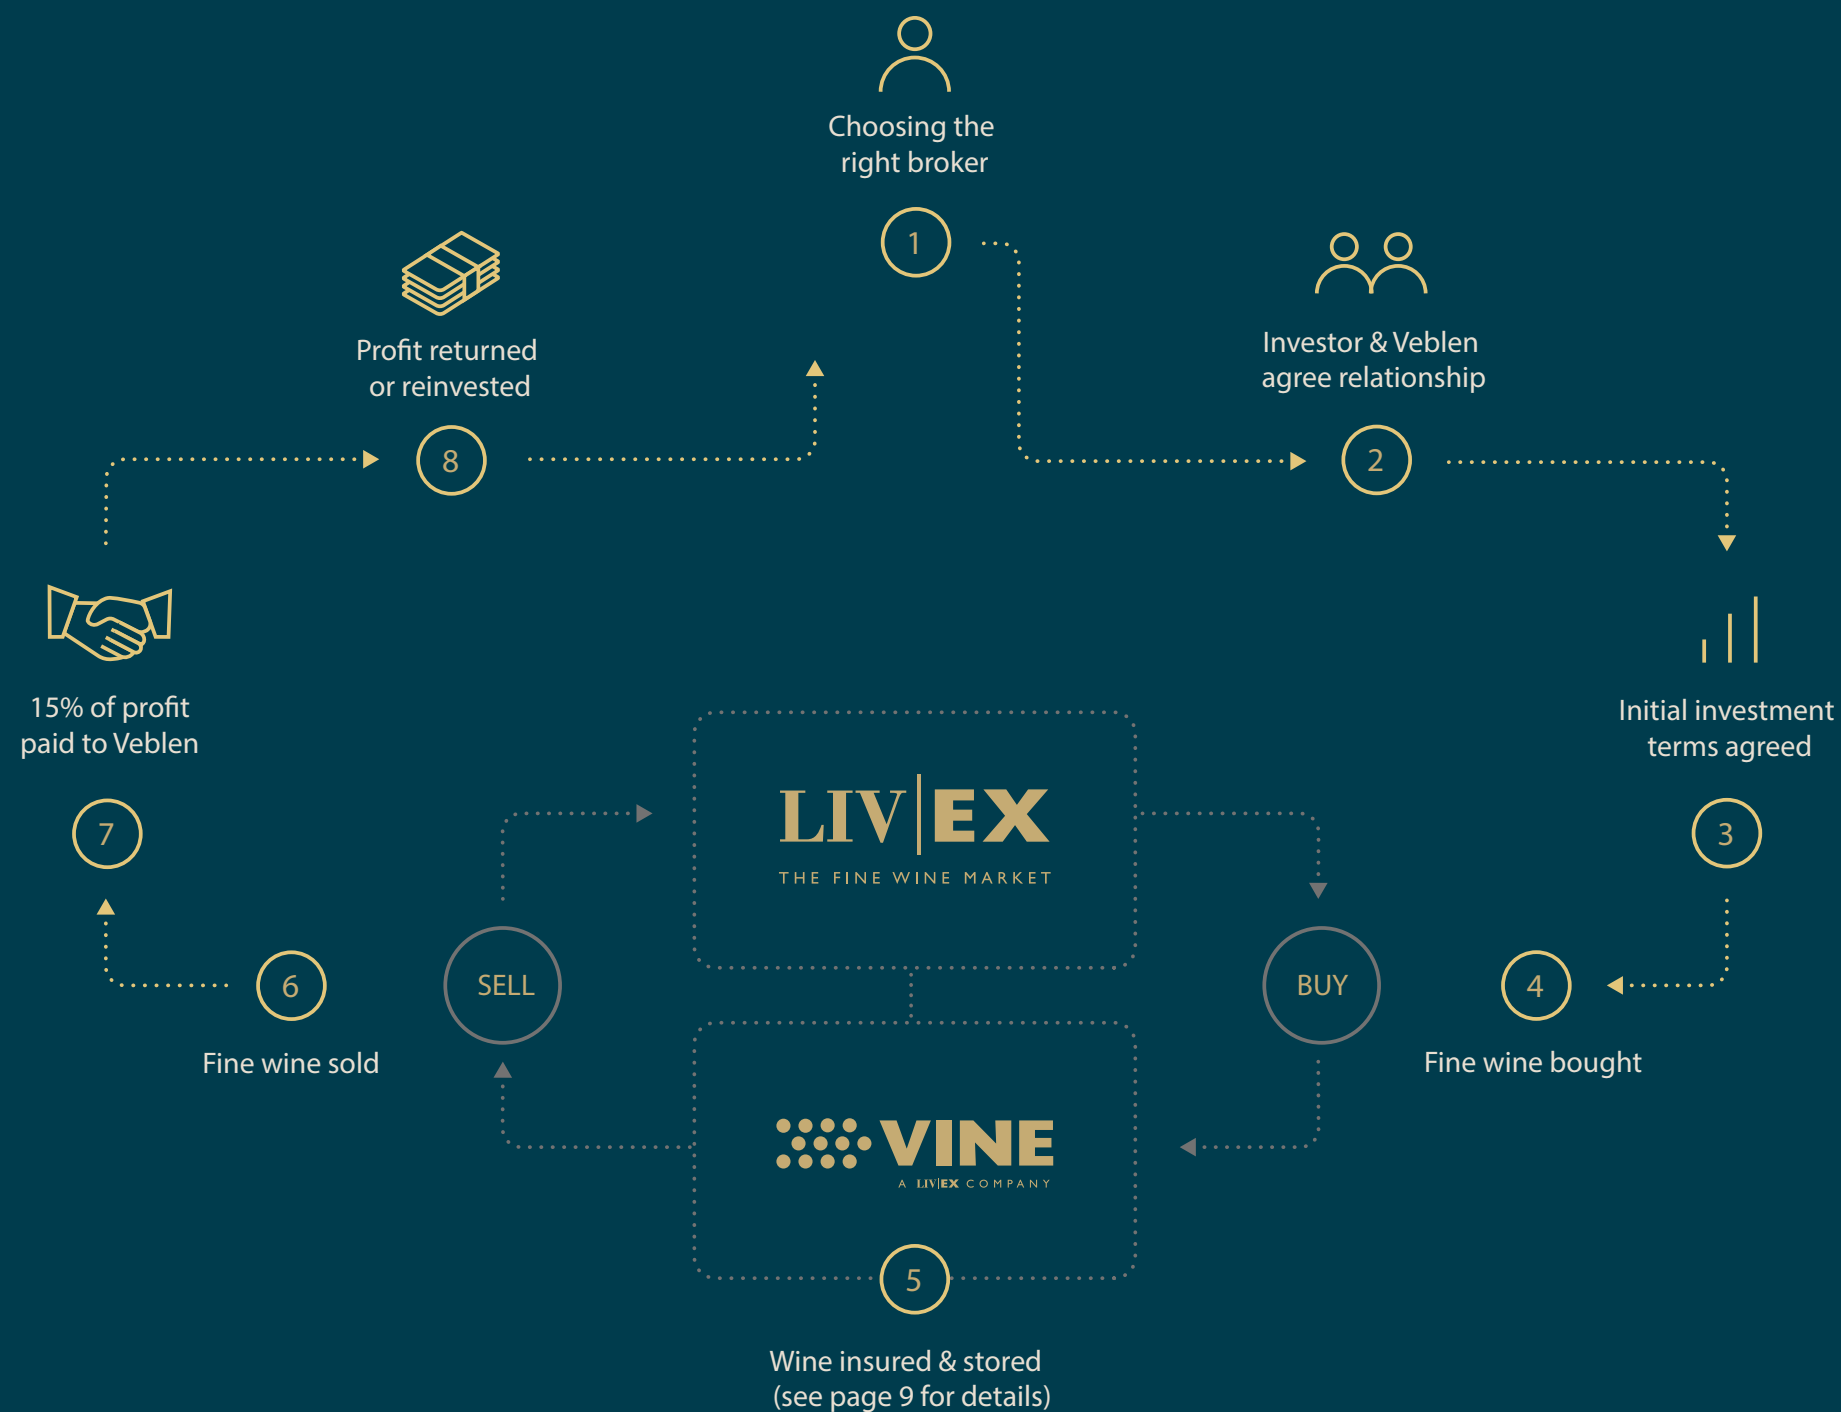 Choosing the
right broker
1
Investor & Veblen
agree relationship
2
Initial investment
terms agreed
3
4
Fine wine bought
BUY
LIV|EX
THE FINE WINE MARKET
VINE
A LIV|EX COMPANY
5
Wine insured & stored
(see page 9 for details)
SELL
6
Fine wine sold
15% of profit
paid to Veblen
7
Profit returned
or reinvested
8